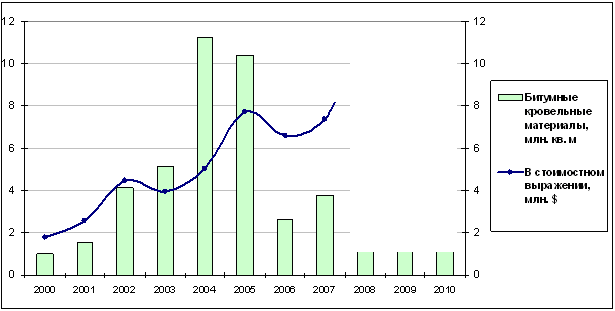 12
10
8
6
4
2
0
12
10
8
6
4
2
0
2000 2001 2002 2003 2004 2005 2006 2007 2008 2009 2010
Битумные
кровельные
материалы,
млн. кв. м
В стоимостном
выражении,
млн. $